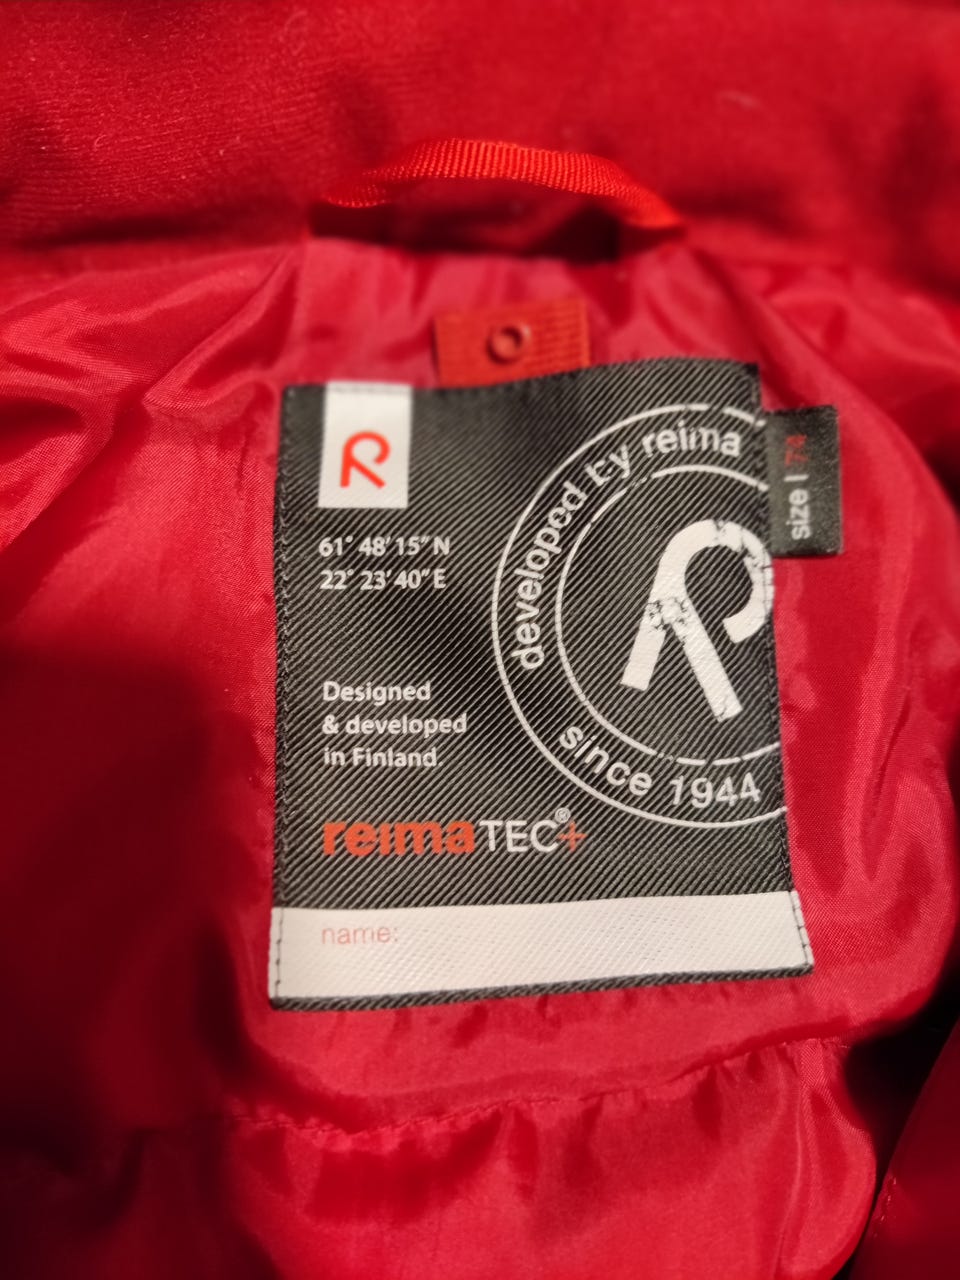 R
61° 48' 15" N
22° 23' 40" E
Designed
& developed
in Finland.
reimaTEC®+
name:
developed by reima
R
since 1944
size | 74